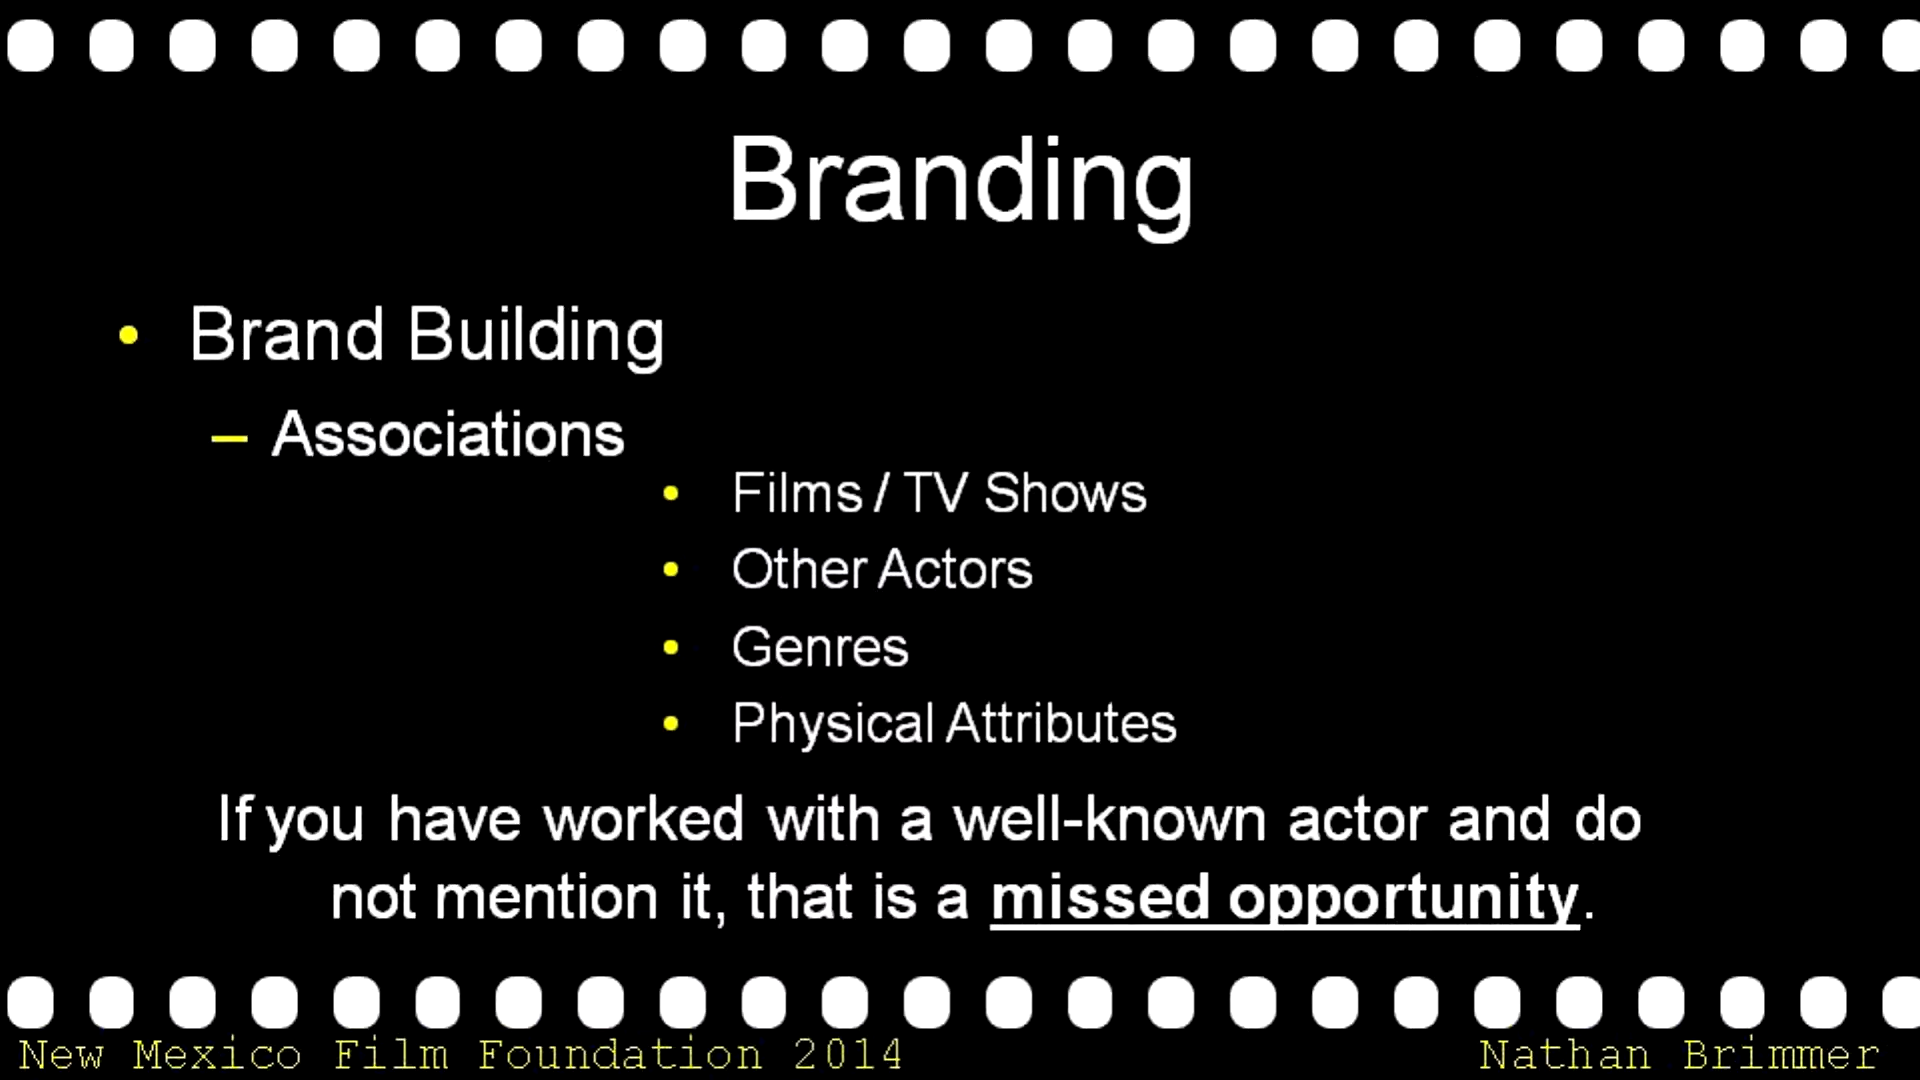 Branding
• Brand Building
– Associations
• Films / TV Shows
• Other Actors
• Genres
• Physical Attributes
If you have worked with a well-known actor and do
not mention it, that is a missed opportunity.
New Mexico Film Foundation 2014
Nathan Brimmer